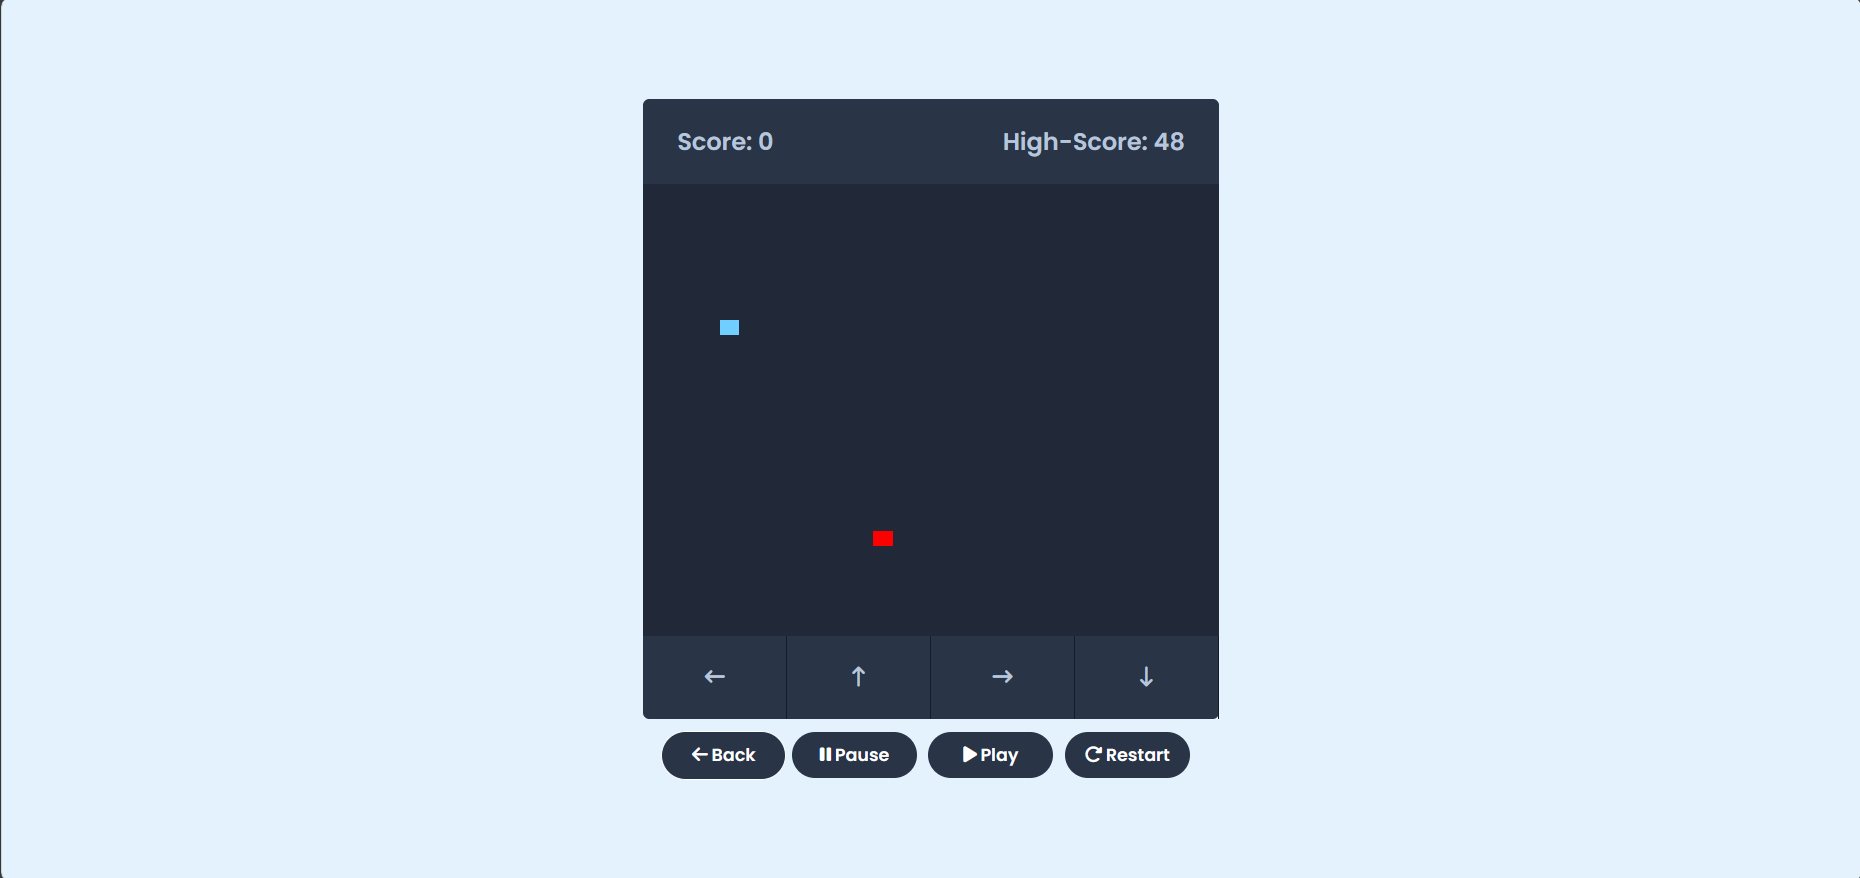 Score: 0 High-Score: 48
← ↑ → ↓
Back Pause Play Restart